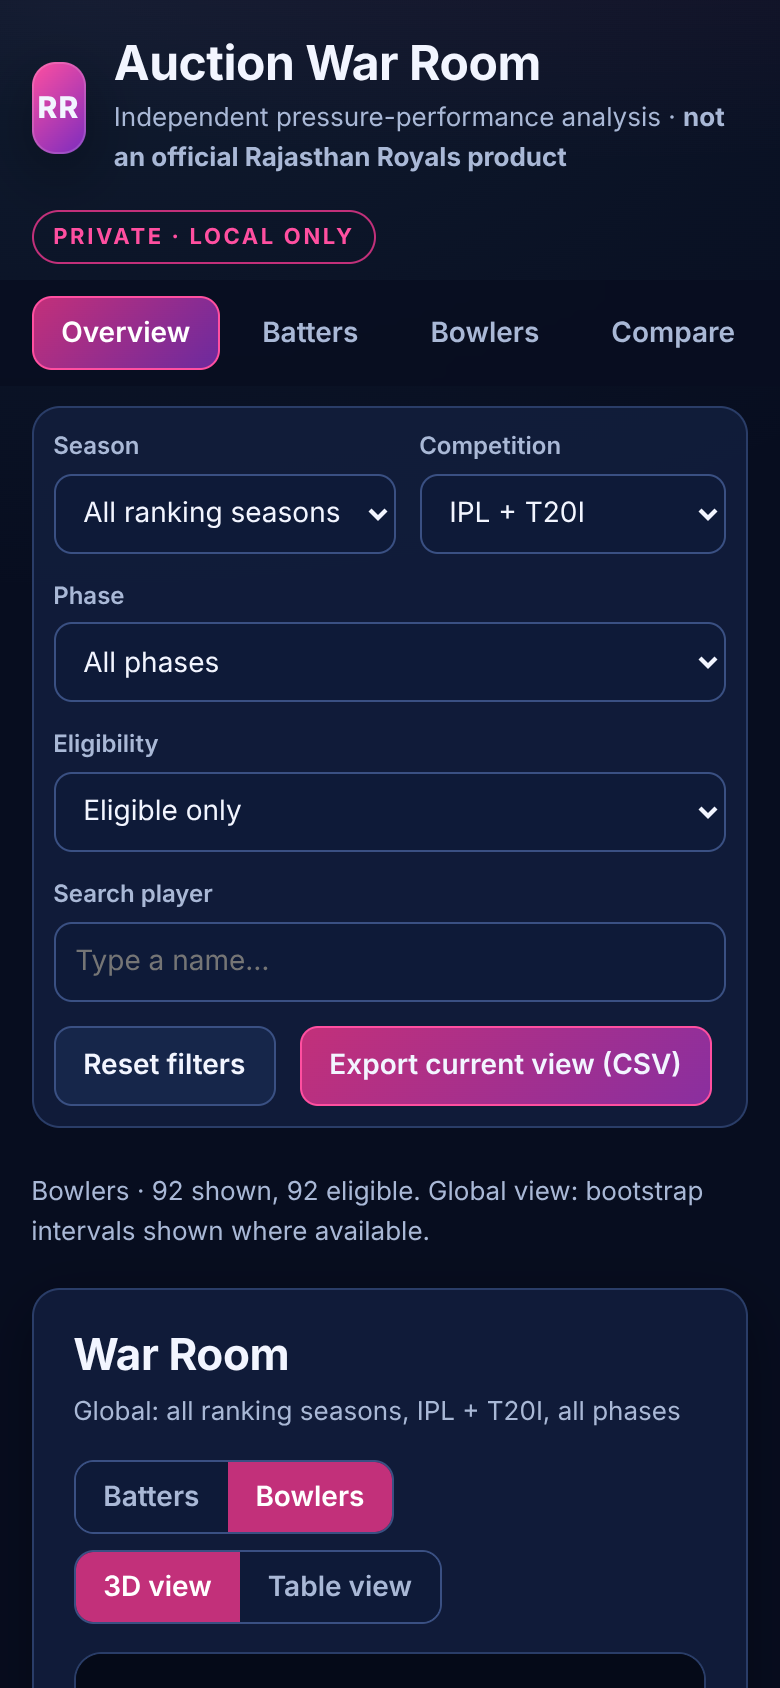 RR
Auction War Room
Independent pressure-performance analysis · not
an official Rajasthan Royals product
PRIVATE · LOCAL ONLY
Overview Batters Bowlers Compare
Season Competition
All ranking seasons IPL + T20I
Phase
All phases
Eligibility
Eligible only
Search player
Type a name...
Reset filters Export current view (CSV)
Bowlers · 92 shown, 92 eligible. Global view: bootstrap
intervals shown where available.
War Room
Global: all ranking seasons, IPL + T20I, all phases
Batters Bowlers
3D view Table view